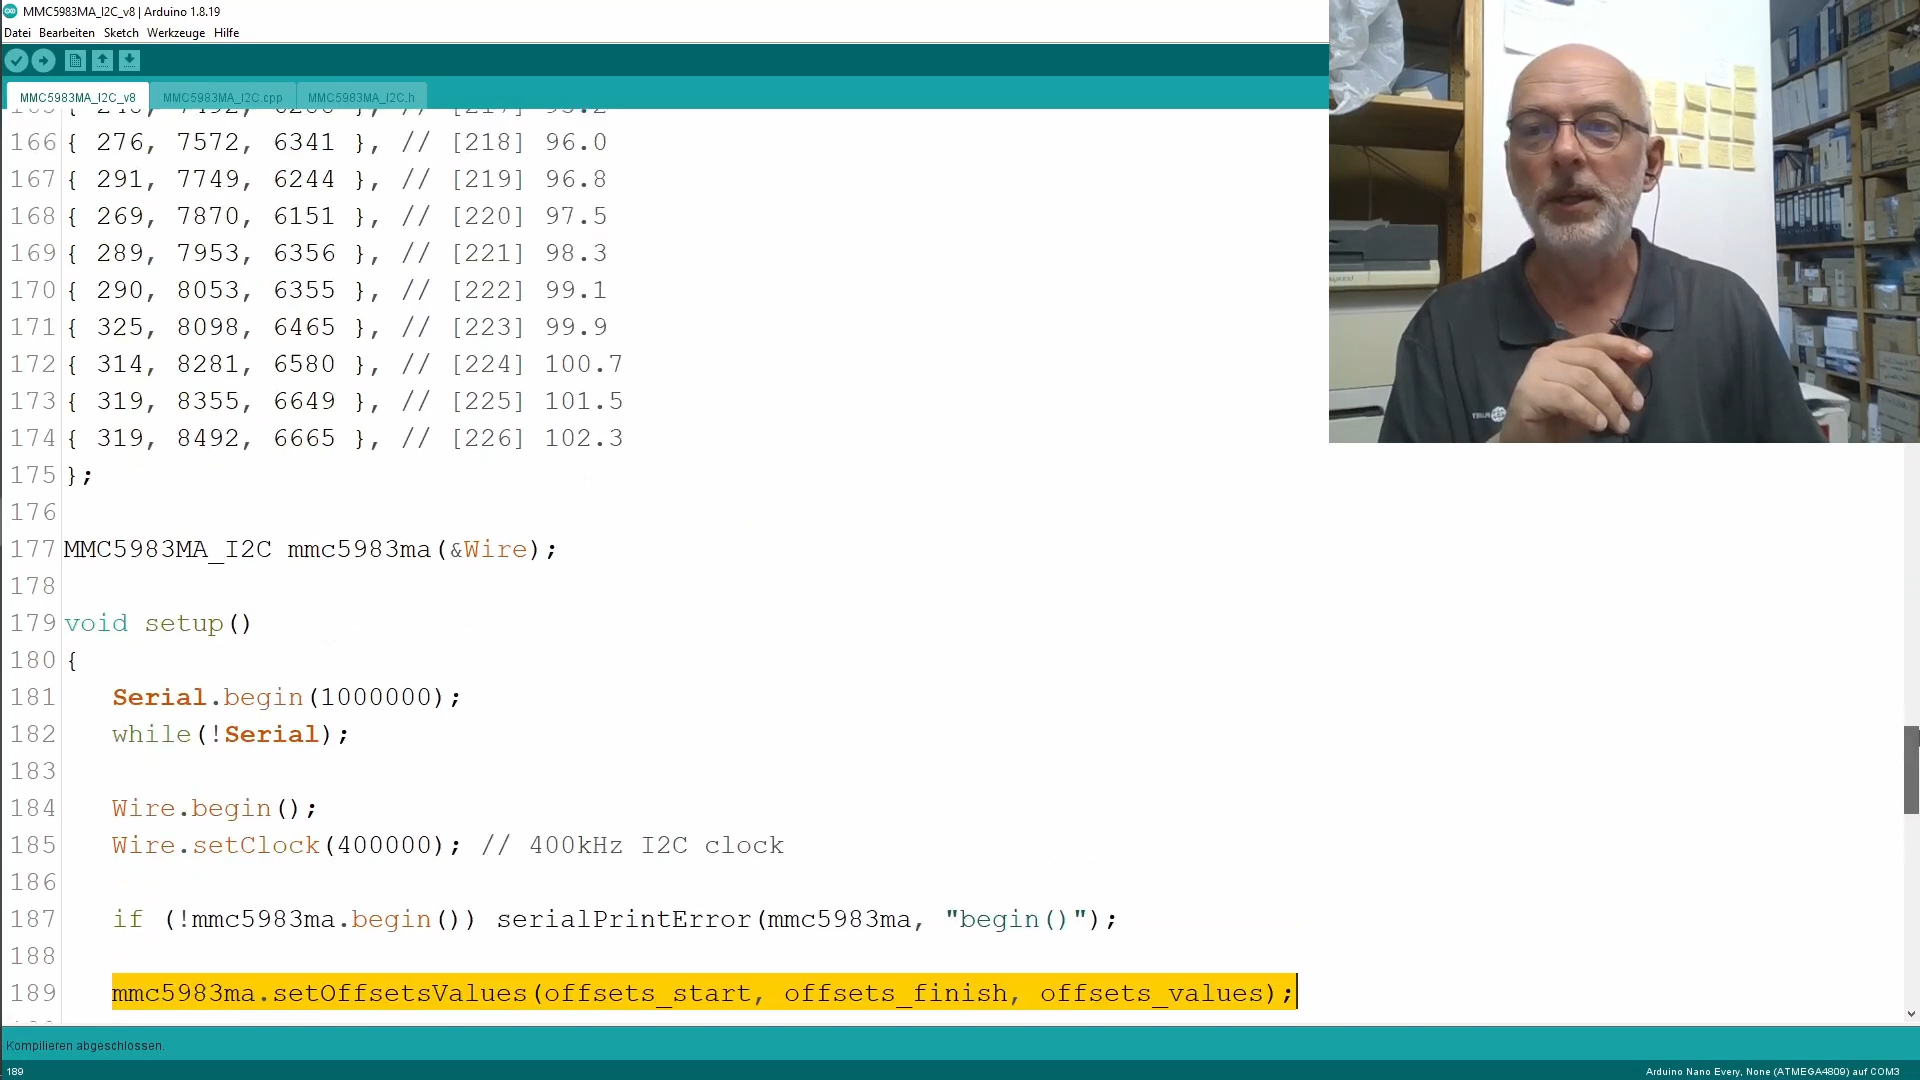 MMC5983MA_I2C_v8 | Arduino 1.8.19
Datei Bearbeiten Sketch Werkzeuge Hilfe
MMC5983MA_I2C_v8 MMC5983MA_I2C.cpp MMC5983MA_I2C.h
166 { 276, 7572, 6341 }, // [218] 96.0
167 { 291, 7749, 6244 }, // [219] 96.8
168 { 269, 7870, 6151 }, // [220] 97.5
169 { 289, 7953, 6356 }, // [221] 98.3
170 { 290, 8053, 6355 }, // [222] 99.1
171 { 325, 8098, 6465 }, // [223] 99.9
172 { 314, 8281, 6580 }, // [224] 100.7
173 { 319, 8355, 6649 }, // [225] 101.5
174 { 319, 8492, 6665 }, // [226] 102.3
175 };
176
177 MMC5983MA_I2C mmc5983ma(&Wire);
178
179 void setup()
180 {
181 Serial.begin(1000000);
182 while(!Serial);
183
184 Wire.begin();
185 Wire.setClock(400000); // 400kHz I2C clock
186
187 if (!mmc5983ma.begin()) serialPrintError(mmc5983ma, "begin()");
188
189 mmc5983ma.setOffsetsValues(offsets_start, offsets_finish, offsets_values);
Kompilieren abgeschlossen.
189 Arduino Nano Every, None (ATMEGA4809) auf COM3